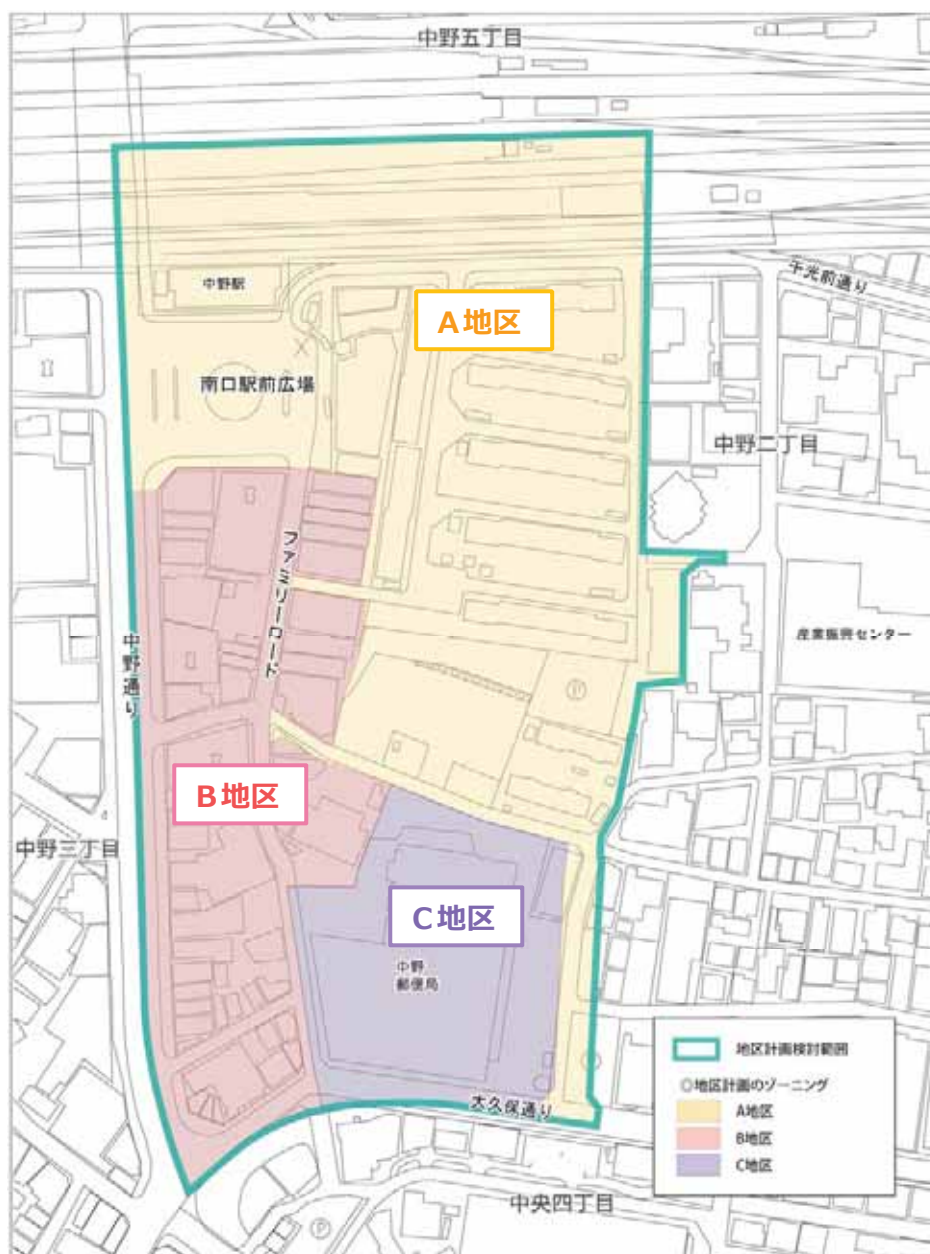 中野五丁目
千光前通り
中野駅
A地区
南口駅前広場
中野二丁目
ファミリーロード
産業振興センター
中野通り
P
B地区
中野三丁目
C地区
中野
郵便局
地区計画検討範囲
○地区計画のゾーニング
A地区
B地区
C地区
大久保通り
中央四丁目
P